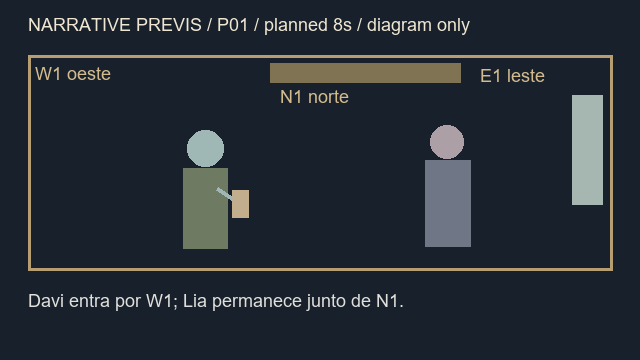 NARRATIVE PREVIS / P01 / planned 8s / diagram only
W1 oeste
E1 leste
N1 norte
Davi entra por W1; Lia permanece junto de N1.